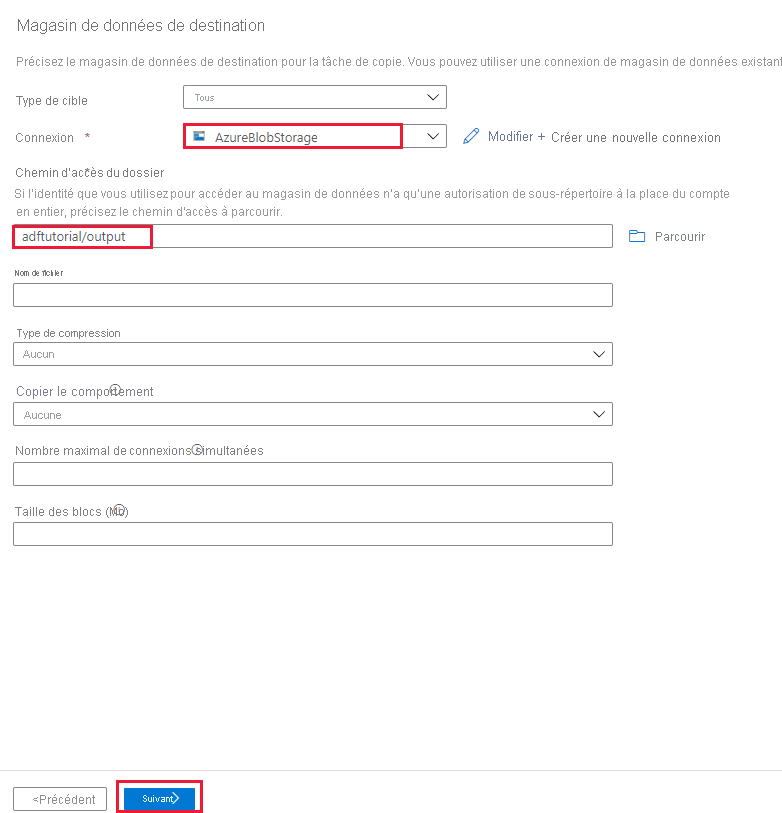 Magasin de données de destination
Précisez le magasin de données de destination pour la tâche de copie. Vous pouvez utiliser une connexion de magasin de données existant
Type de cible
Tous
Connexion *
AzureBlobStorage
Modifier + Créer une nouvelle connexion
Chemin d'accès du dossier *
Si l'identité que vous utilisez pour accéder au magasin de données n'a qu'une autorisation de sous-répertoire à la place du compte
en entier, précisez le chemin d'accès à parcourir.
adftutorial/output
Parcourir
Nom de fichier
Type de compression
Aucun
Copier le comportement
Aucune
Nombre maximal de connexions simultanées
Taille des blocs (Mo)
<Précédent
Suivant>